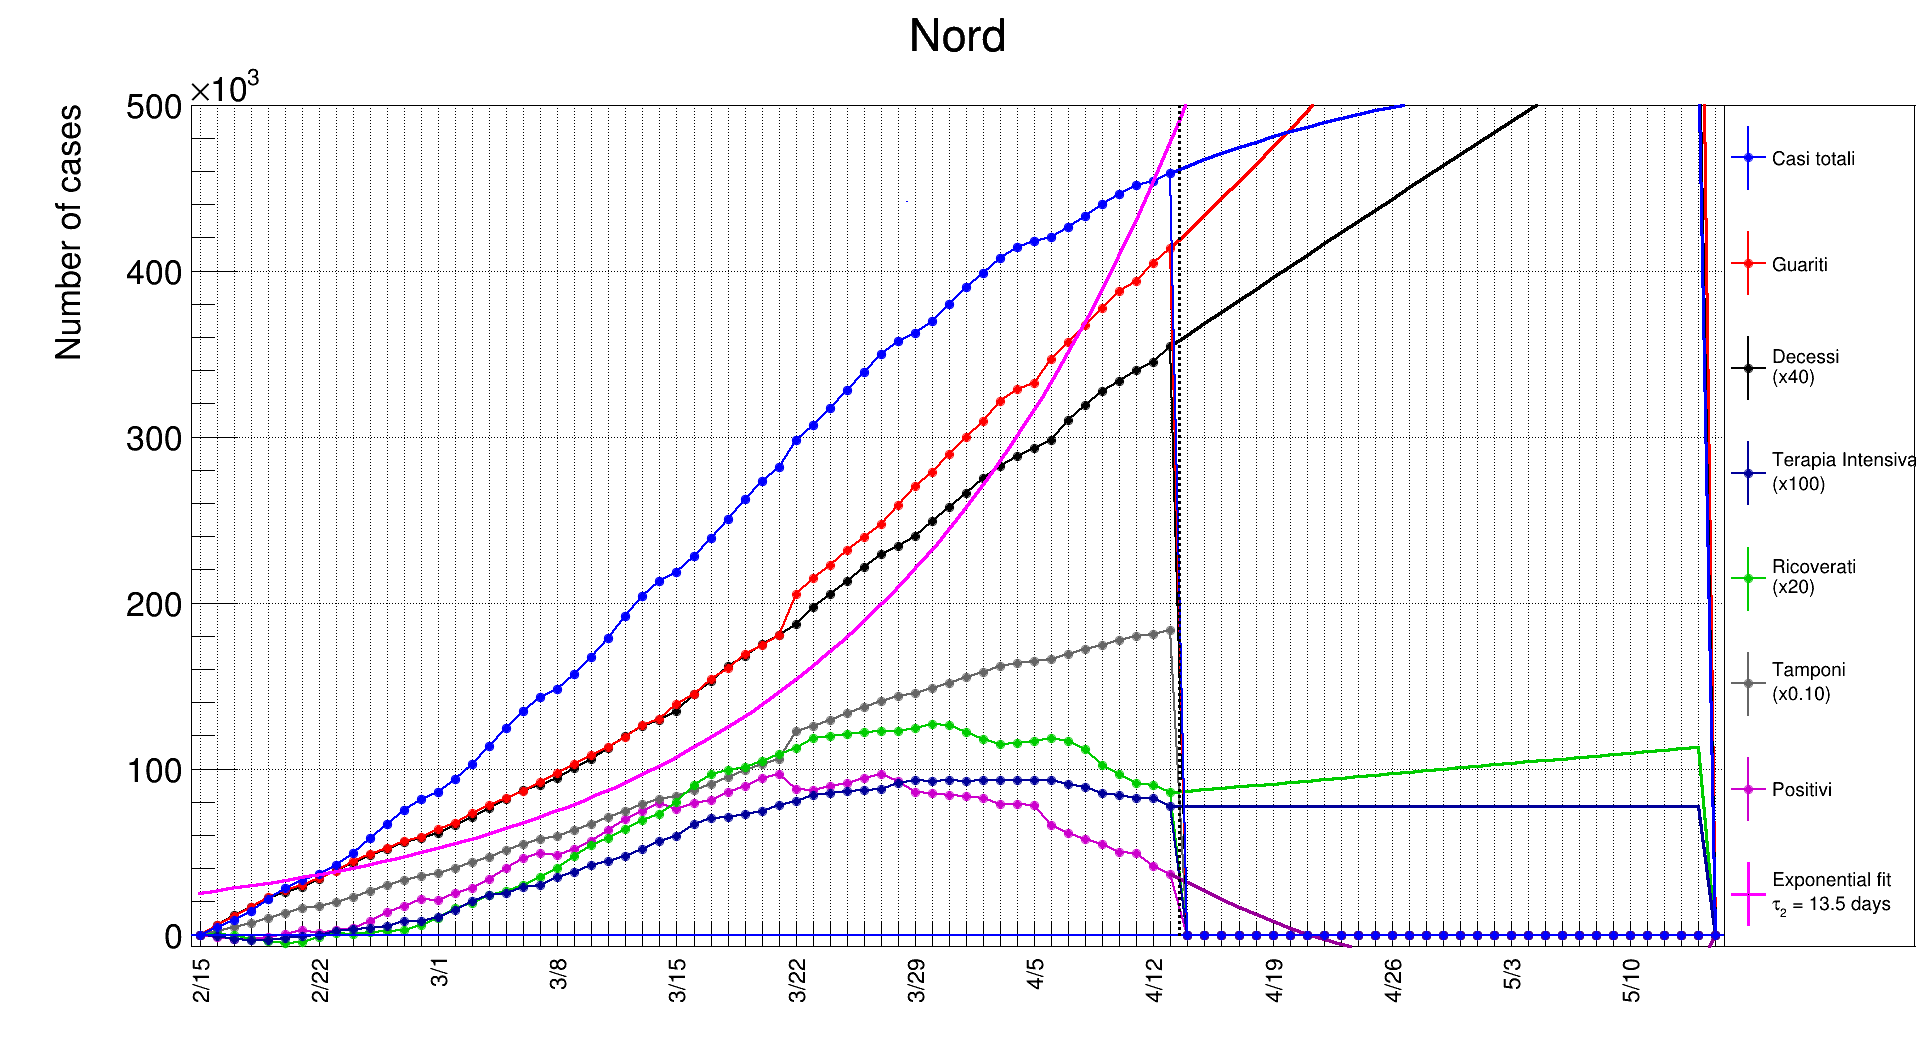 Nord
×10³
Number of cases
500
400
300
200
100
0
2/15
2/22
3/1
3/8
3/15
3/22
3/29
4/5
4/12
4/19
4/26
5/3
5/10
Casi totali
Guariti
Decessi
(x40)
Terapia Intensiva
(x100)
Ricoverati
(x20)
Tamponi
(x0.10)
Positivi
Exponential fit
τ₂ = 13.5 days